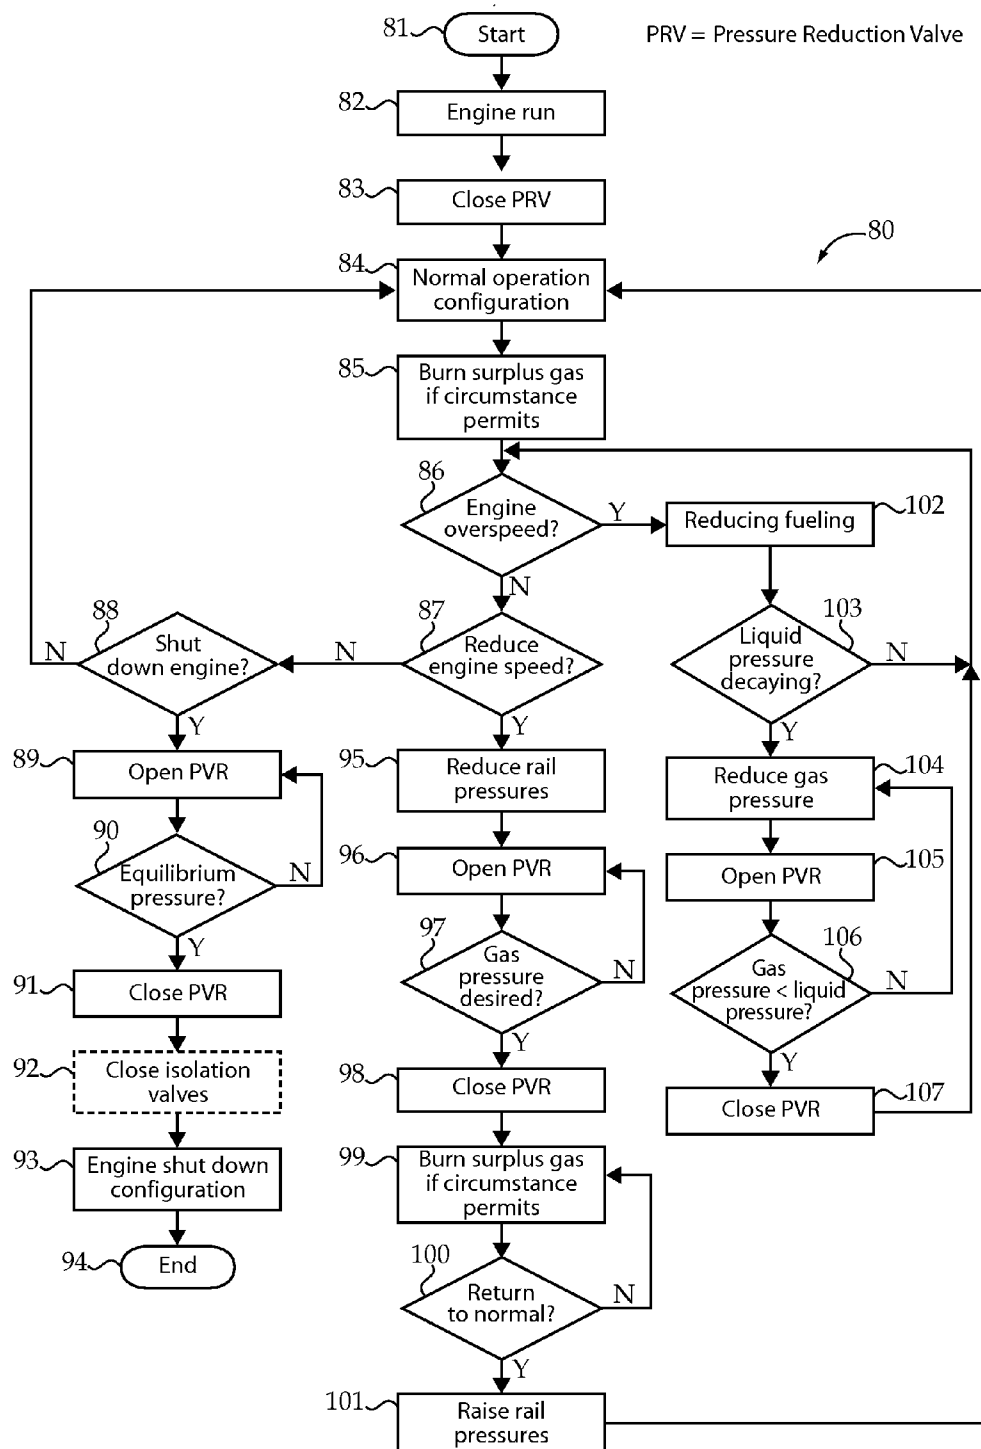 81
Start
PRV = Pressure Reduction Valve
82
Engine run
83
Close PRV
80
84
Normal operation
configuration
85
Burn surplus gas
if circumstance
permits
86
Engine
overspeed?
Y
N
102
Reducing fueling
88
Shut
down engine?
N
Y
87
Reduce
engine speed?
N
Y
103
Liquid
pressure
decaying?
N
Y
89
Open PVR
90
Equilibrium
pressure?
N
Y
91
Close PVR
92
Close isolation
valves
93
Engine shut down
configuration
94
End
95
Reduce rail
pressures
96
Open PVR
97
Gas
pressure
desired?
N
Y
98
Close PVR
99
Burn surplus gas
if circumstance
permits
100
Return
to normal?
N
Y
101
Raise rail
pressures
104
Reduce gas
pressure
105
Open PVR
106
Gas
pressure < liquid
pressure?
N
Y
107
Close PVR